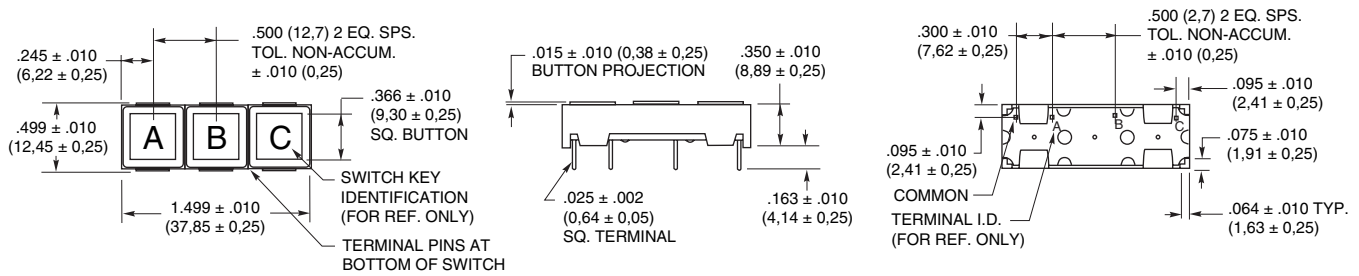 .500 (12,7) 2 EQ. SPS.
TOL. NON-ACCUM.
± .010 (0,25)
.245 ± .010
(6,22 ± 0,25)
.366 ± .010
(9,30 ± 0,25)
SQ. BUTTON
.499 ± .010
(12,45 ± 0,25)
A
B
C
SWITCH KEY
IDENTIFICATION
(FOR REF. ONLY)
1.499 ± .010
(37,85 ± 0,25)
TERMINAL PINS AT
BOTTOM OF SWITCH
.015 ± .010 (0,38 ± 0,25)
BUTTON PROJECTION
.350 ± .010
(8,89 ± 0,25)
.025 ± .002
(0,64 ± 0,05)
SQ. TERMINAL
.163 ± .010
(4,14 ± 0,25)
.300 ± .010
(7,62 ± 0,25)
.500 (2,7) 2 EQ. SPS.
TOL. NON-ACCUM.
± .010 (0,25)
.095 ± .010
(2,41 ± 0,25)
A
B
C
.095 ± .010
(2,41 ± 0,25)
COMMON
TERMINAL I.D.
(FOR REF. ONLY)
.075 ± .010
(1,91 ± 0,25)
.064 ± .010 TYP.
(1,63 ± 0,25)